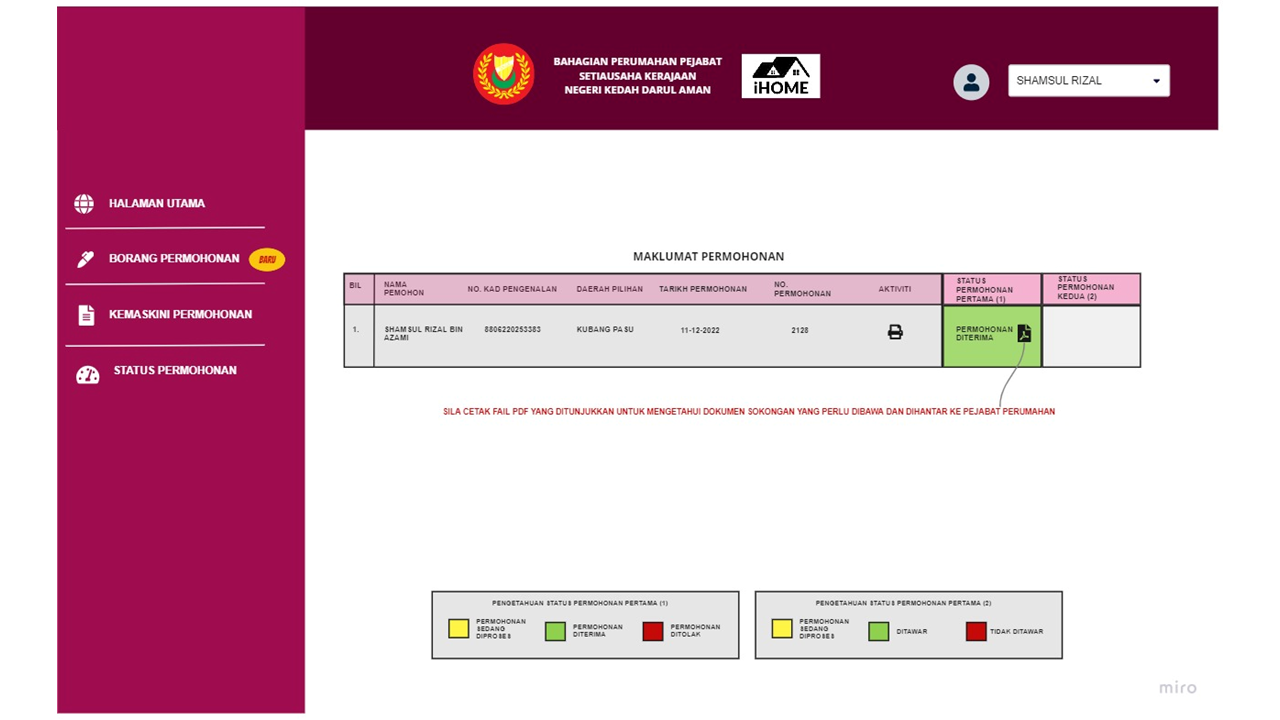 BAHAGIAN PERUMAHAN PEJABAT
SETIAUSAHA KERAJAAN
NEGERI KEDAH DARUL AMAN
iHOME
SHAMSUL RIZAL
HALAMAN UTAMA
BORANG PERMOHONAN
BARU
KEMASKINI PERMOHONAN
STATUS PERMOHONAN
MAKLUMAT PERMOHONAN
BIL
NAMA
PEMOHON
NO. KAD PENGENALAN
DAERAH PILIHAN
TARIKH PERMOHONAN
NO.
PERMOHONAN
AKTIVITI
STATUS
PERMOHONAN
PERTAMA (1)
STATUS
PERMOHONAN
KEDUA (2)
1.
SHAMSUL RIZAL BIN
AZAMI
8806220253383
KUBANG PASU
11-12-2022
2128
PERMOHONAN
DITERIMA
SILA CETAK FAIL PDF YANG DITUNJUKKAN UNTUK MENGETAHUI DOKUMEN SOKONGAN YANG PERLU DIBAWA DAN DIHANTAR KE PEJABAT PERUMAHAN
PENGETAHUAN STATUS PERMOHONAN PERTAMA (1)
PERMOHONAN
SEDANG
DIPROSES
PERMOHONAN
DITERIMA
PERMOHONAN
DITOLAK
PENGETAHUAN STATUS PERMOHONAN PERTAMA (2)
PERMOHONAN
SEDANG
DIPROSES
DITAWAR
TIDAK DITAWAR
miro